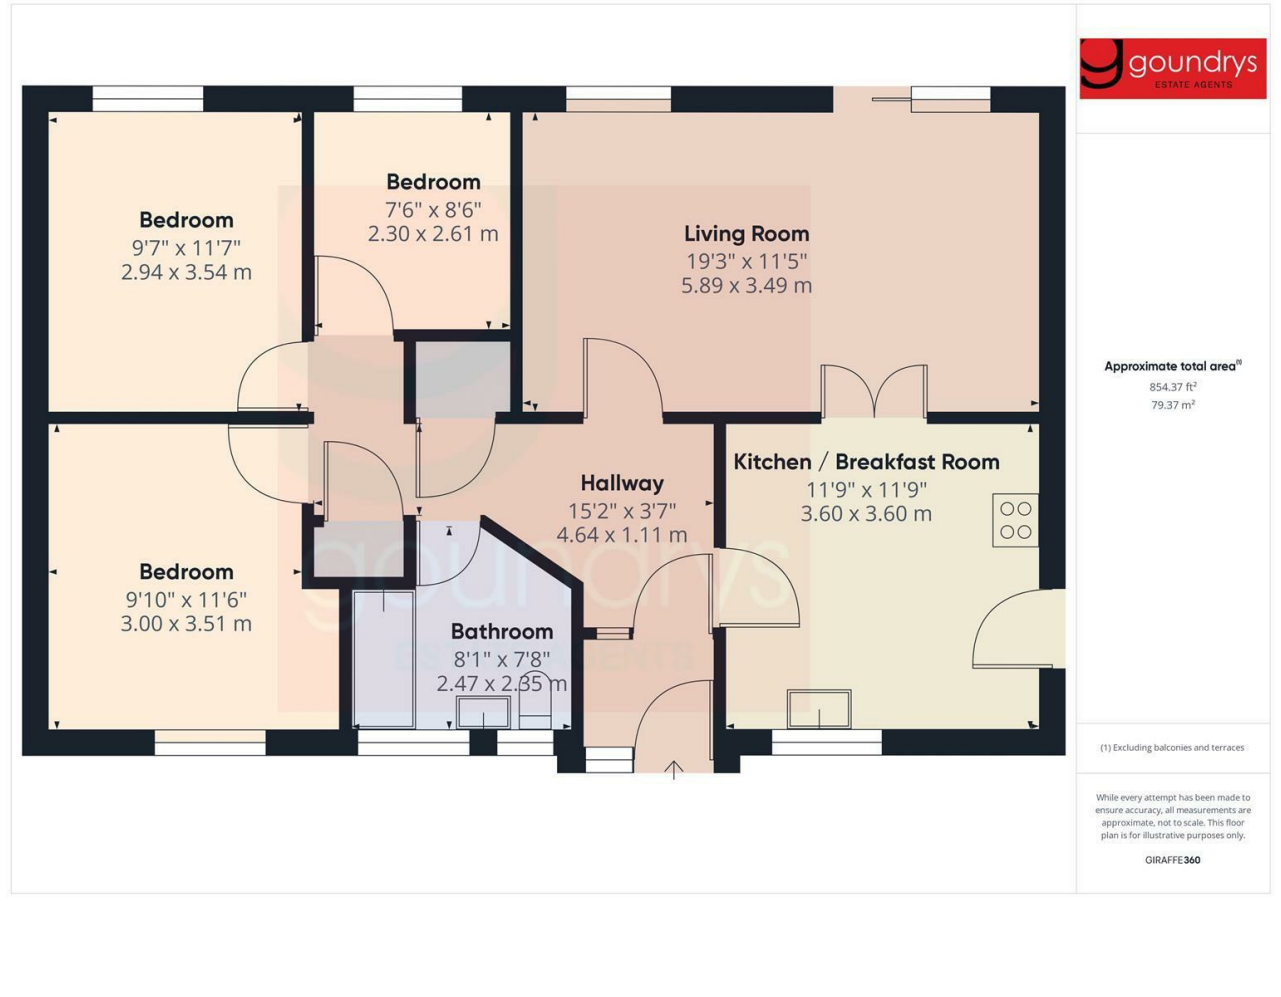 goundrys
ESTATE AGENTS
Bedroom
9'7" x 11'7"
2.94 x 3.54 m
Bedroom
7'6" x 8'6"
2.30 x 2.61 m
Living Room
19'3" x 11'5"
5.89 x 3.49 m
Approximate total area(1)
854.37 ft²
79.37 m²
Kitchen / Breakfast Room
11'9" x 11'9"
3.60 x 3.60 m
Hallway
15'2" x 3'7"
4.64 x 1.11 m
Bedroom
9'10" x 11'6"
3.00 x 3.51 m
goundrys
ESTATE AGENTS
Bathroom
8'1" x 7'8"
2.47 x 2.35 m
(1) Excluding balconies and terraces
While every attempt has been made to
ensure accuracy, all measurements are
approximate, not to scale. This floor
plan is for illustrative purposes only.
GIRAFFE360